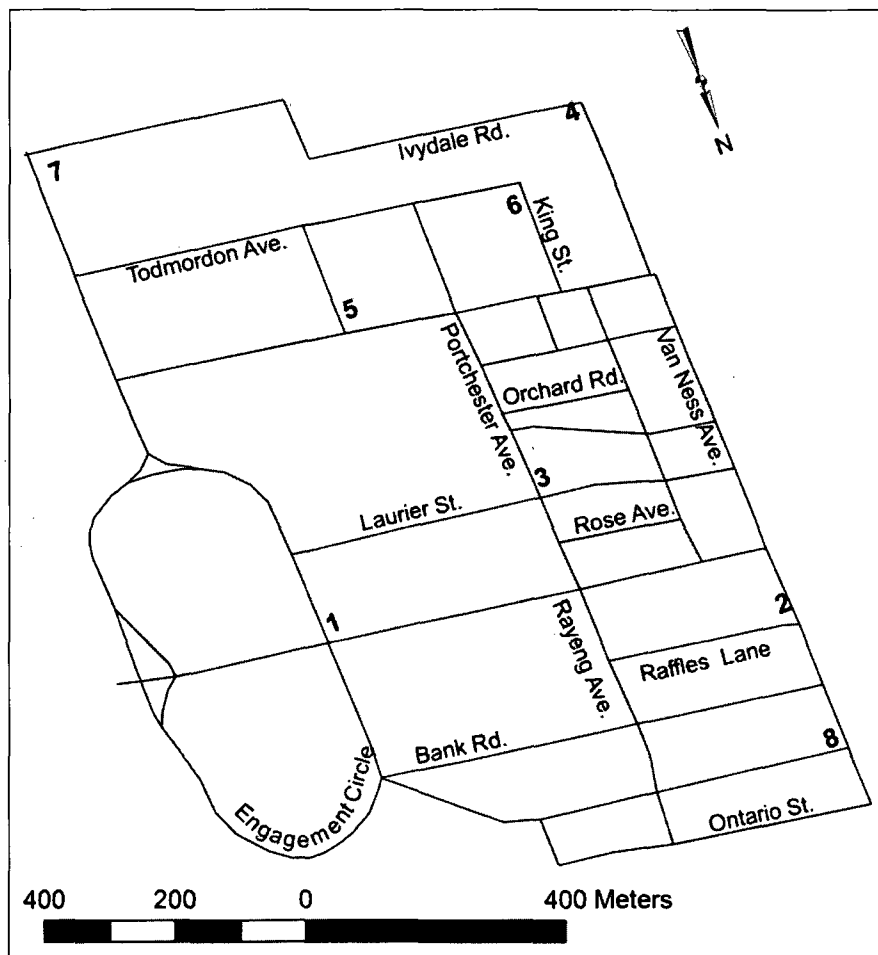 N
4
Ivydale Rd.
7
6
King St.
Todmordon Ave.
5
Portchester Ave.
Van Ness Ave.
Orchard Rd.
3
Laurier St.
Rose Ave.
1
2
Rayeng Ave.
Raffles Lane
Bank Rd.
8
Engagement Circle
Ontario St.
400 200 0 400 Meters